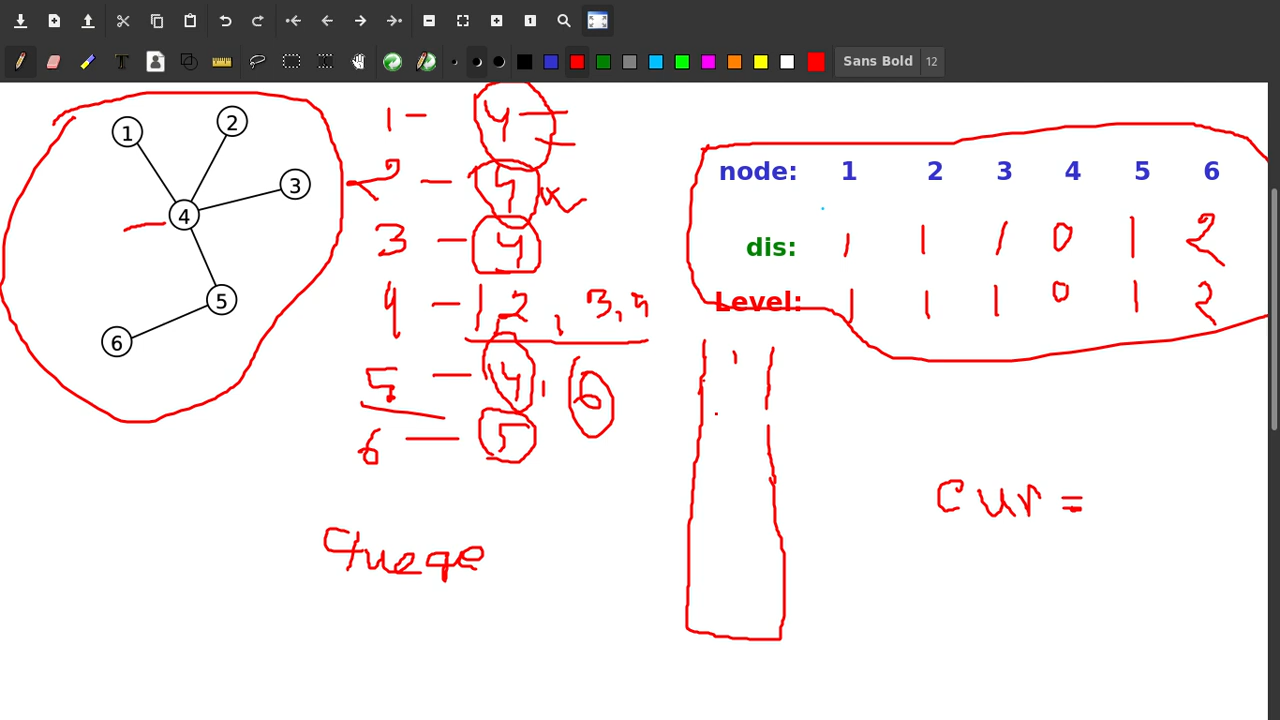 Sans Bold 12
1
2
3
4
5
6
1 - 4
2 - 4
3 - 4
4 - 1, 2, 3, 5
5 - 4, 6
6 - 5
node: 1 2 3 4 5 6
dis: 1 1 1 0 1 2
Level: 1 1 1 0 1 2
cur =